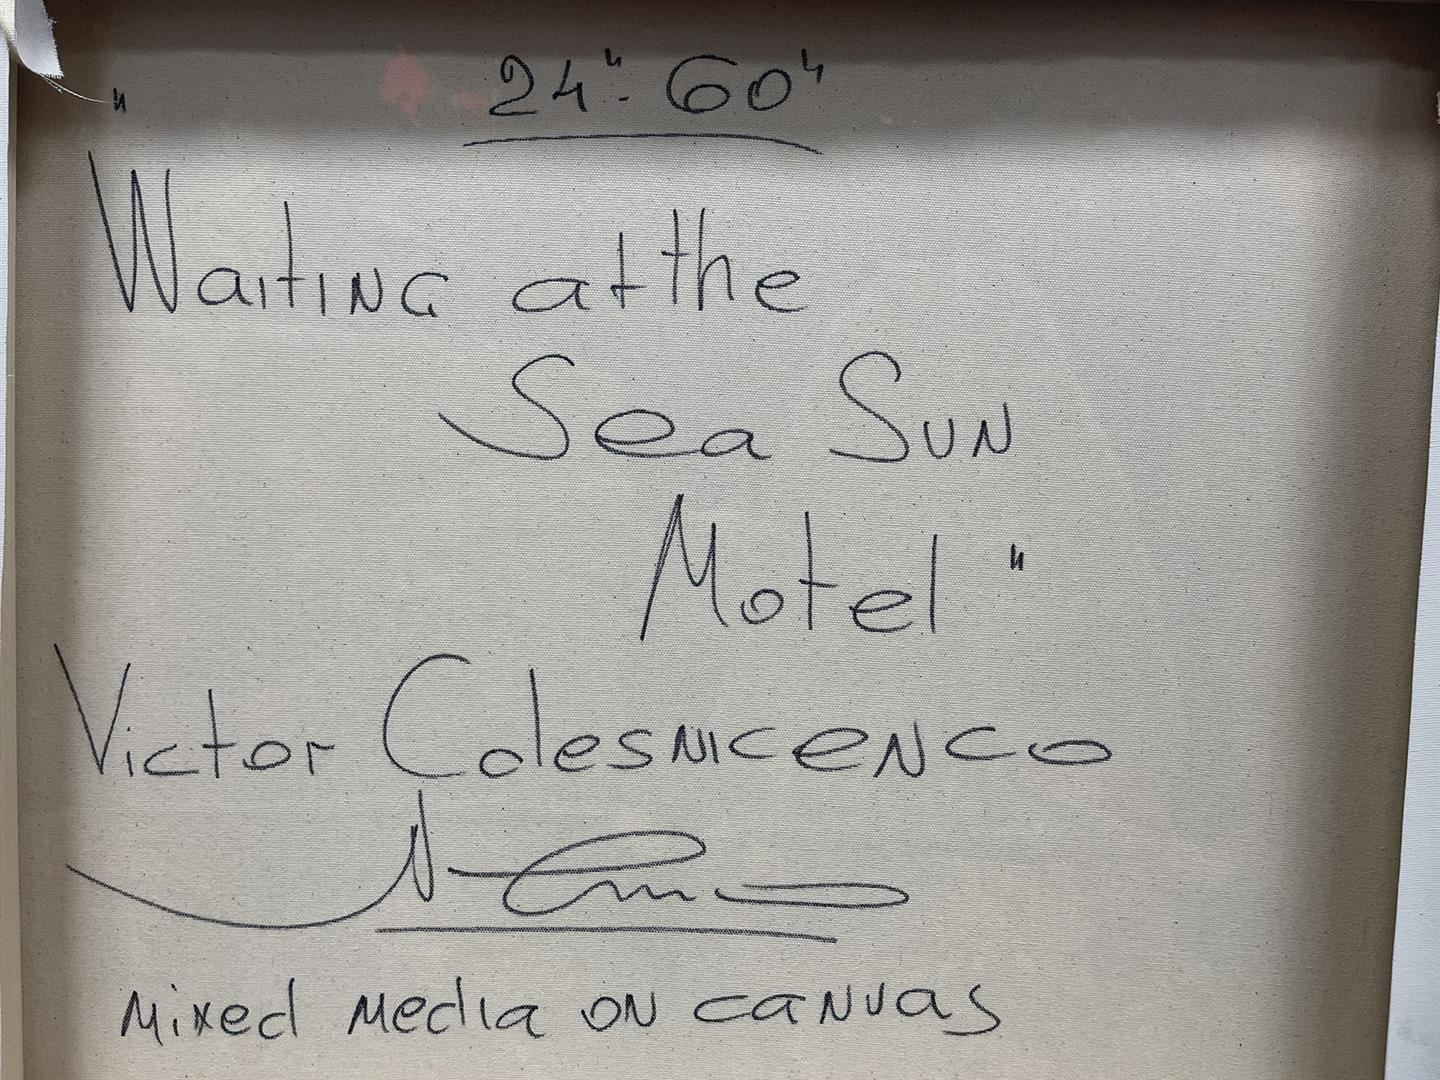 24"- 60"
"Waiting at the
Sea Sun
Motel"
Victor Colesnicenco
Mixed Media on canvas